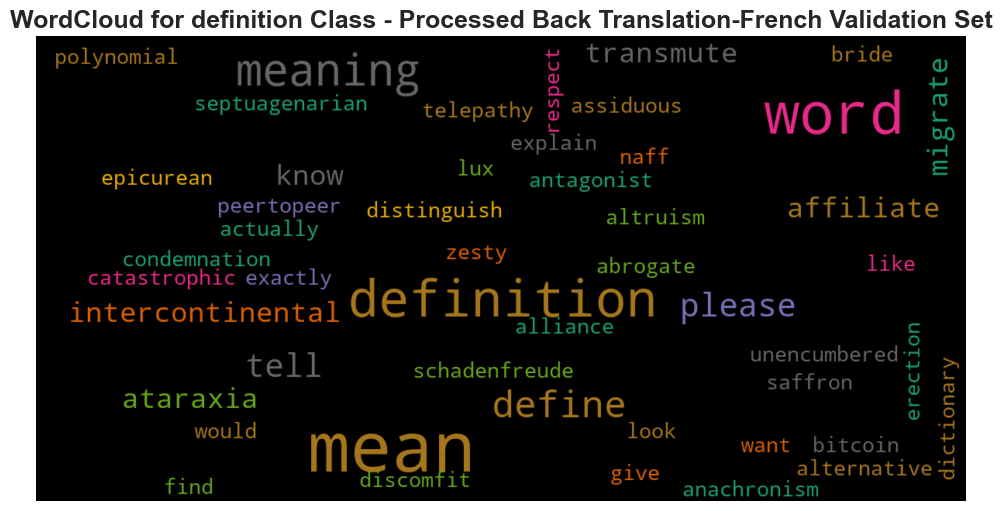 WordCloud for definition Class - Processed Back Translation-French Validation Set
polynomial
meaning
transmute
bride
septuagenarian
telepathy
respect
assiduous
word
migrate
explain
naff
epicurean
know
lux
antagonist
peertopeer
distinguish
altruism
affiliate
actually
condemnation
zesty
catastrophic
exactly
abrogate
like
intercontinental
definition
please
alliance
tell
schadenfreude
unencumbered
erection
saffron
dictionary
ataraxia
define
would
mean
look
want
bitcoin
find
discomfit
give
alternative
anachronism